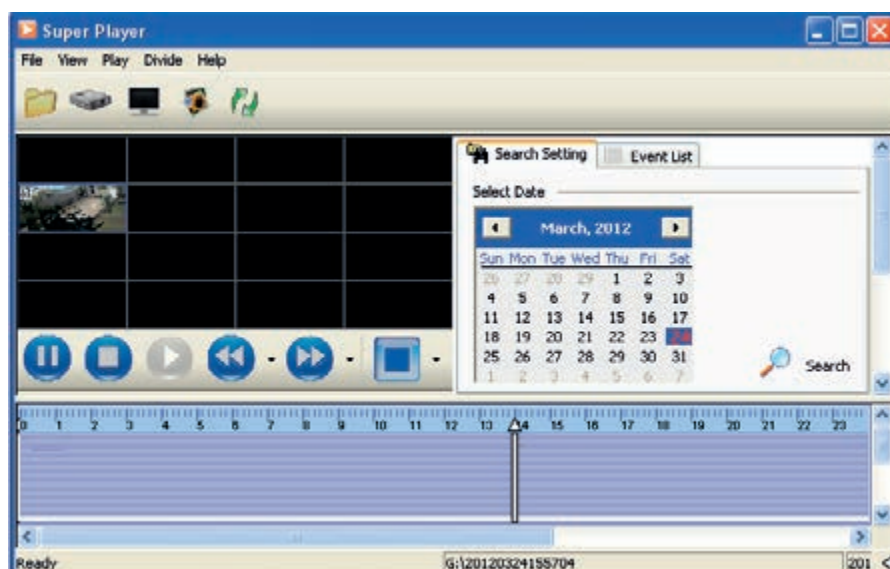 Super Player
File View Play Divide Help
Search Setting Event List
Select Date
March, 2012
Sun Mon Tue Wed Thu Fri Sat
26 27 28 29 1 2 3
4 5 6 7 8 9 10
11 12 13 14 15 16 17
18 19 20 21 22 23 24
25 26 27 28 29 30 31
1 2 3 4 5 6 7
Search
0 1 2 3 4 5 6 7 8 9 10 11 12 13 14 15 16 17 18 19 20 21 22 23
Ready G:\20120324155704 201